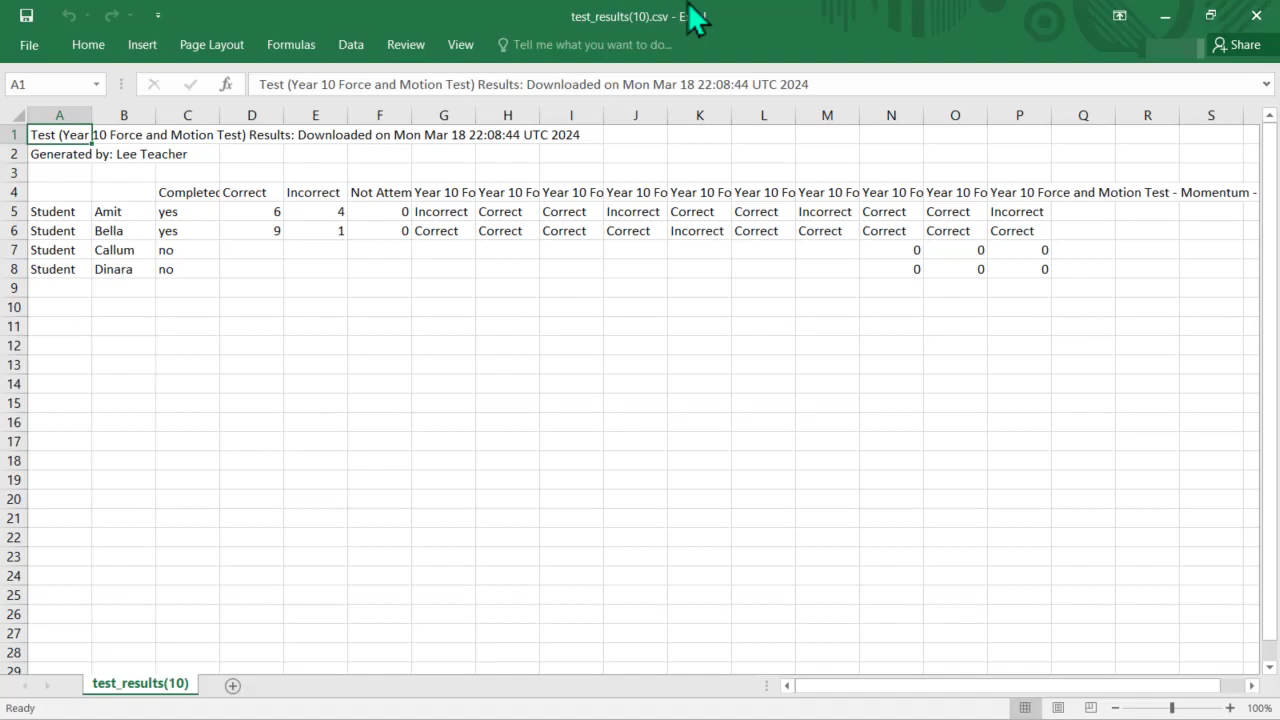 test_results(10).csv - Excel
File Home Insert Page Layout Formulas Data Review View Tell me what you want to do... Share
A1 fx Test (Year 10 Force and Motion Test) Results: Downloaded on Mon Mar 18 22:08:44 UTC 2024
A B C D E F G H I J K L M N O P Q R S
1 Test (Year 10 Force and Motion Test) Results: Downloaded on Mon Mar 18 22:08:44 UTC 2024
2 Generated by: Lee Teacher
3
4 Completed Correct Incorrect Not Attem Year 10 Fo Year 10 Fo Year 10 Fo Year 10 Fo Year 10 Fo Year 10 Fo Year 10 Fo Year 10 Fo Year 10 Fo Year 10 Force and Motion Test - Momentum -
5 Student Amit yes 6 4 0 Incorrect Correct Correct Incorrect Correct Correct Incorrect Correct Correct Incorrect
6 Student Bella yes 9 1 0 Correct Correct Correct Correct Incorrect Correct Correct Correct Correct Correct
7 Student Callum no 0 0 0
8 Student Dinara no 0 0 0
9
10
11
12
13
14
15
16
17
18
19
20
21
22
23
24
25
26
27
28
29
test_results(10)
Ready 100%